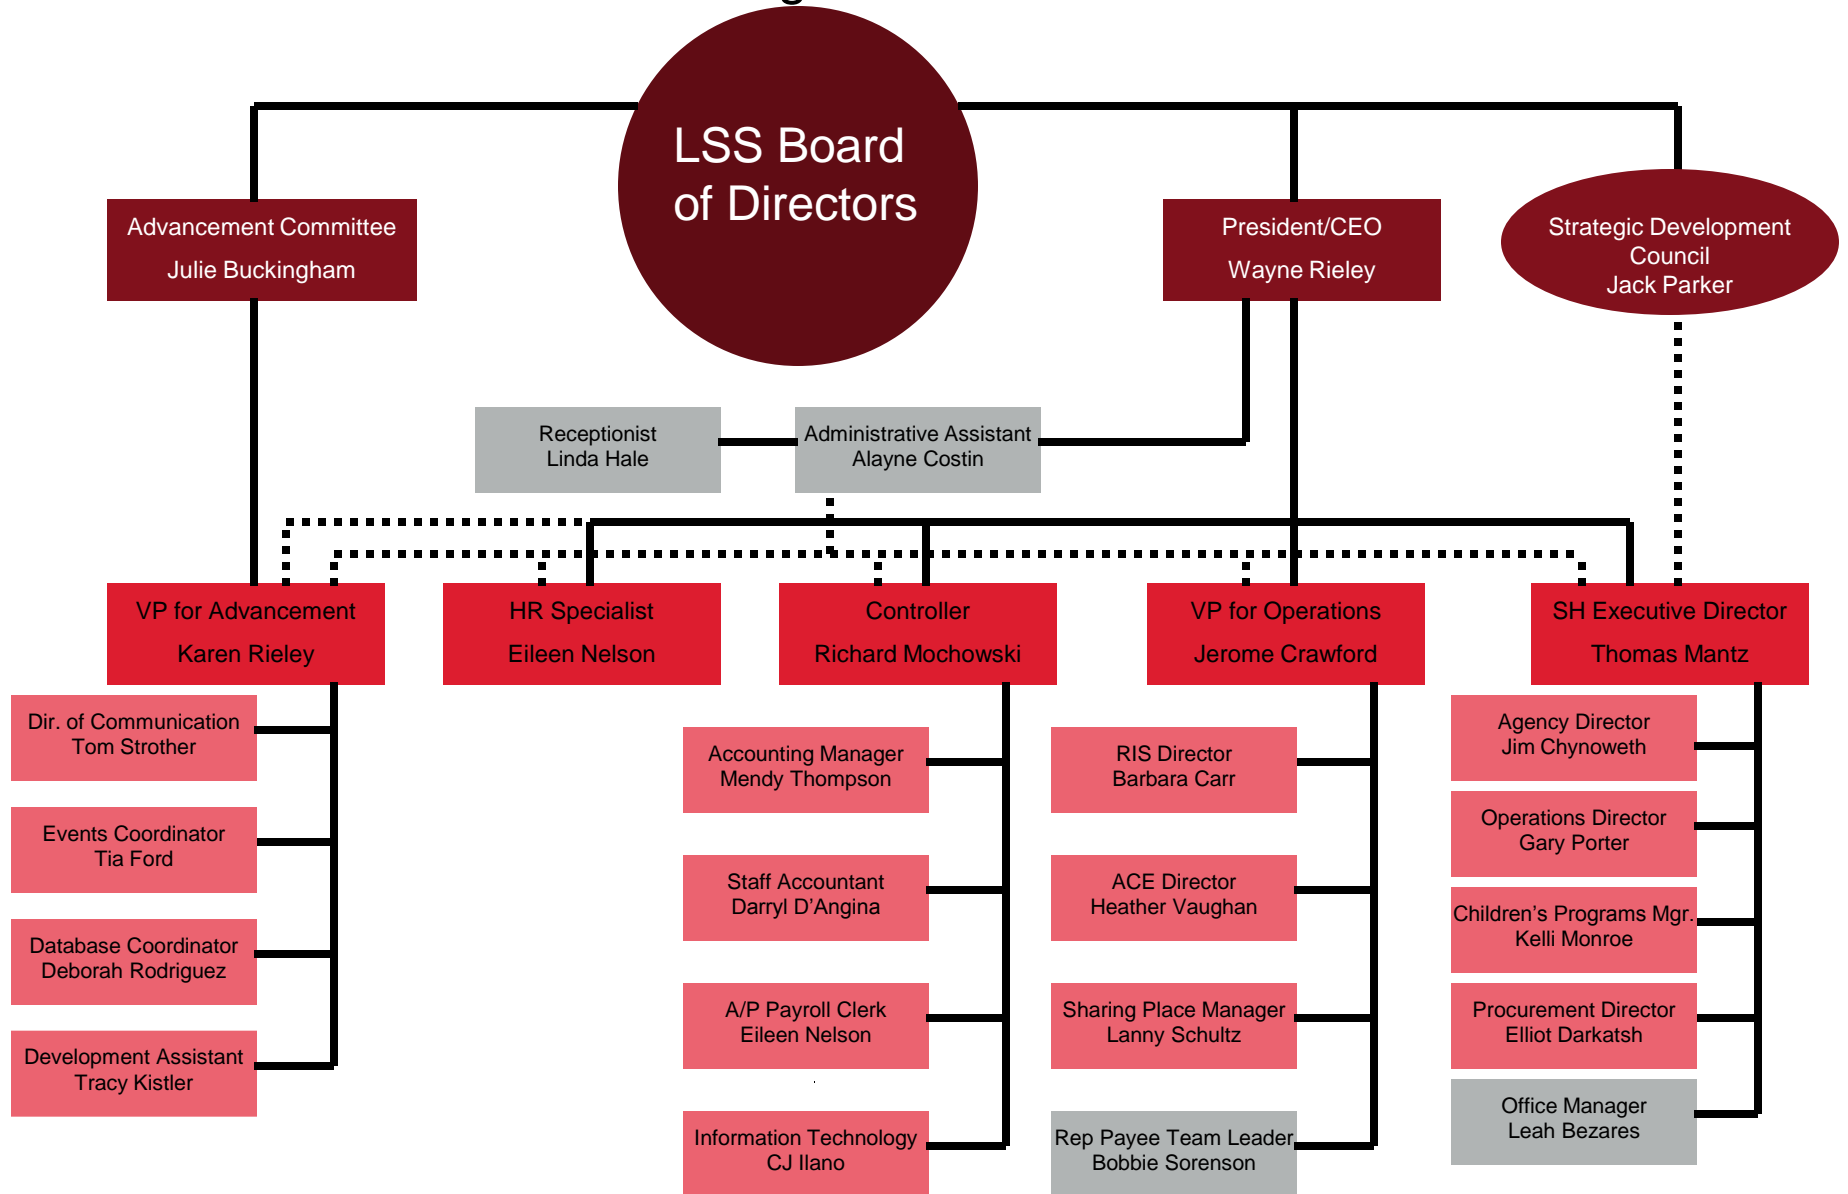 LSS Board
of Directors
Advancement Committee
Julie Buckingham
President/CEO
Wayne Rieley
Strategic Development
Council
Jack Parker
Receptionist
Linda Hale
Administrative Assistant
Alayne Costin
VP for Advancement
Karen Rieley
HR Specialist
Eileen Nelson
Controller
Richard Mochowski
VP for Operations
Jerome Crawford
SH Executive Director
Thomas Mantz
Dir. of Communication
Tom Strother
Events Coordinator
Tia Ford
Database Coordinator
Deborah Rodriguez
Development Assistant
Tracy Kistler
Accounting Manager
Mendy Thompson
Staff Accountant
Darryl D’Angina
A/P Payroll Clerk
Eileen Nelson
Information Technology
CJ Ilano
RIS Director
Barbara Carr
ACE Director
Heather Vaughan
Sharing Place Manager
Lanny Schultz
Rep Payee Team Leader
Bobbie Sorenson
Agency Director
Jim Chynoweth
Operations Director
Gary Porter
Children’s Programs Mgr.
Kelli Monroe
Procurement Director
Elliot Darkatsh
Office Manager
Leah Bezares